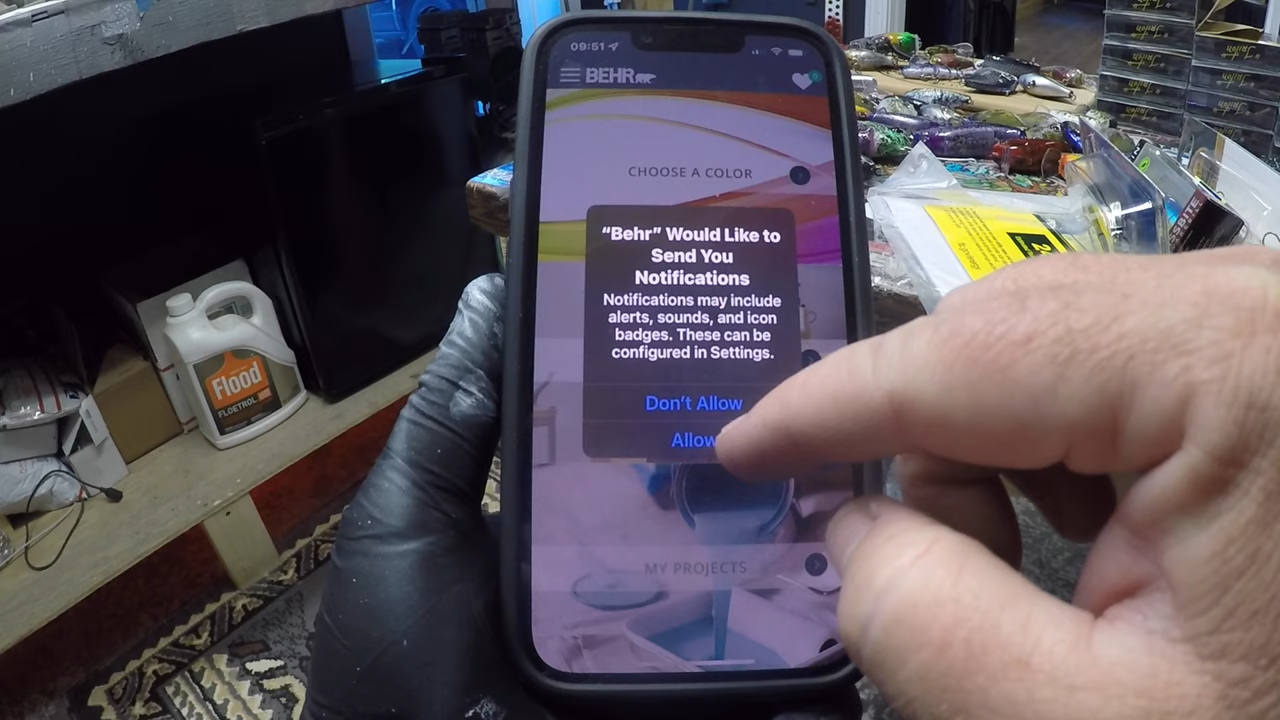 09:51
BEHR
0
CHOOSE A COLOR
“Behr” Would Like to
Send You
Notifications
Notifications may include
alerts, sounds, and icon
badges. These can be
configured in Settings.
Don’t Allow
Allow
MY PROJECTS
Flood
FLOETROL